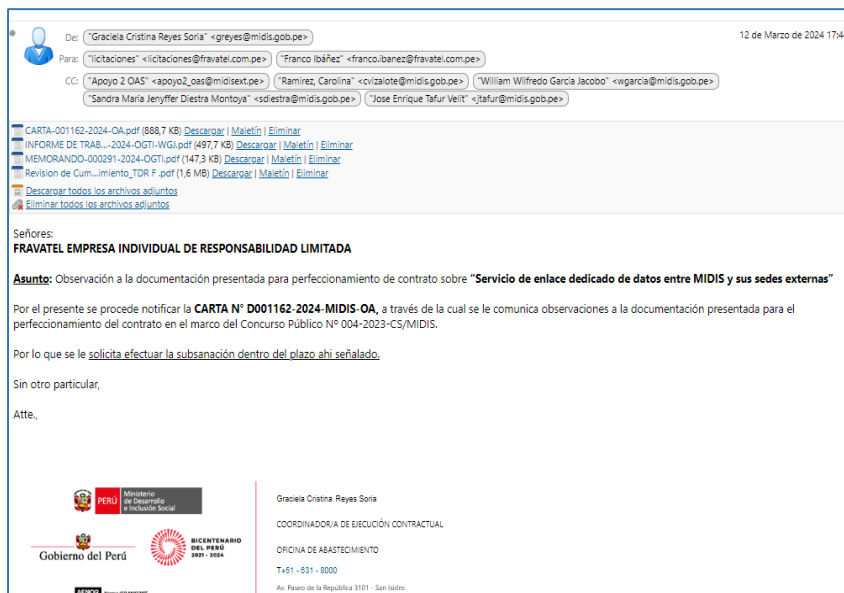 De: "Graciela Cristina Reyes Soria" <greyes@midis.gob.pe>
12 de Marzo de 2024 17:4
Para: "licitaciones" <licitaciones@fravatel.com.pe> "Franco Ibáñez" <franco.ibanez@fravatel.com.pe>
CC: "Apoyo 2 OAS" <apoyo2_oas@midisext.pe> "Ramirez, Carolina" <cvizalote@midis.gob.pe> "William Wilfredo Garcia Jacobo" <wgarcia@midis.gob.pe>
"Sandra Maria Jenyffer Diestra Montoya" <sdiestra@midis.gob.pe> "Jose Enrique Tafur Velit" <jtafur@midis.gob.pe>
CARTA-001162-2024-OA.pdf (888,7 KB) Descargar | Maletín | Eliminar
INFORME DE TRAB...-2024-OGTI-WGJ.pdf (497,7 KB) Descargar | Maletín | Eliminar
MEMORANDO-000291-2024-OGTI.pdf (147,3 KB) Descargar | Maletín | Eliminar
Revision de Cum...imiento_TDR F .pdf (1,6 MB) Descargar | Maletín | Eliminar
Descargar todos los archivos adjuntos
Eliminar todos los archivos adjuntos
Señores:
FRAVATEL EMPRESA INDIVIDUAL DE RESPONSABILIDAD LIMITADA
Asunto: Observación a la documentación presentada para perfeccionamiento de contrato sobre "Servicio de enlace dedicado de datos entre MIDIS y sus sedes externas"
Por el presente se procede notificar la CARTA N° D001162-2024-MIDIS-OA, a través de la cual se le comunica observaciones a la documentación presentada para el
perfeccionamiento del contrato en el marco del Concurso Público Nº 004-2023-CS/MIDIS.
Por lo que se le solicita efectuar la subsanación dentro del plazo ahi señalado.
Sin otro particular,
Atte.,
PERÚ Ministerio
de Desarrollo
e Inclusión Social
Gobierno del Perú
BICENTENARIO
DEL PERÚ
2021 - 2024
Graciela Cristina Reyes Soria
COORDINADOR/A DE EJECUCIÓN CONTRACTUAL
OFICINA DE ABASTECIMIENTO
T+51 - 631 - 8000
Av. Paseo de la República 3101 - San Isidro